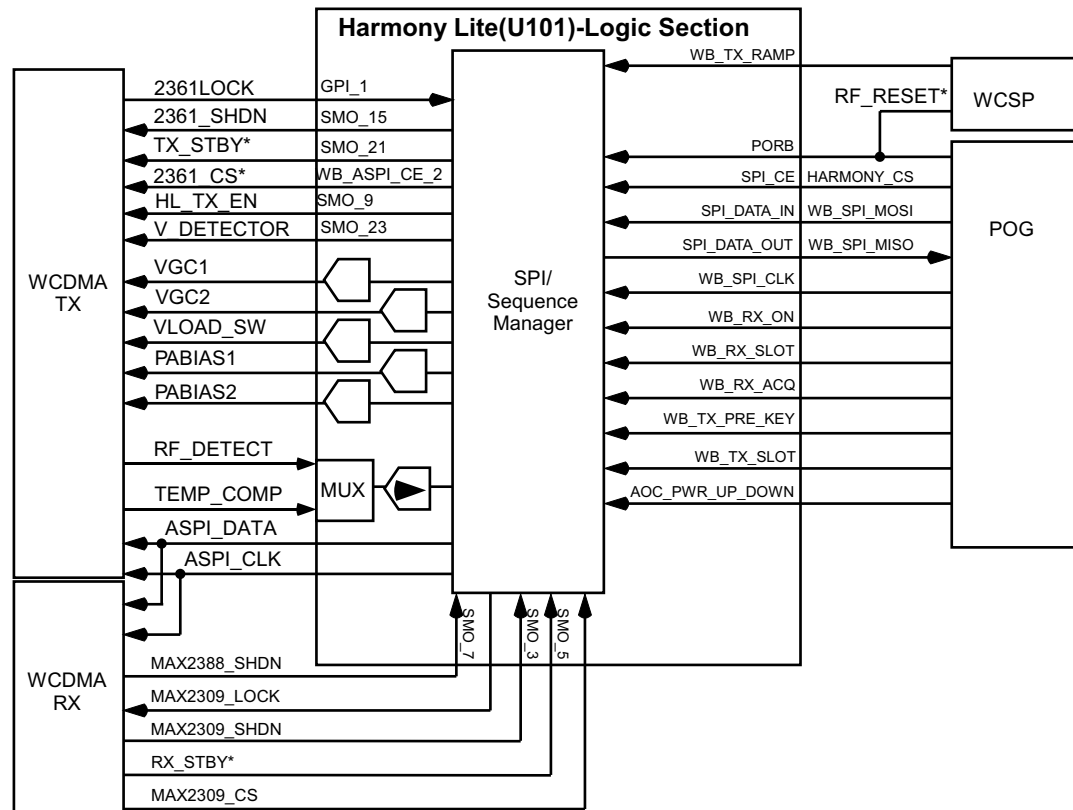 Harmony Lite(U101)-Logic Section
WB_TX_RAMP
2361LOCK
GPI_1
RF_RESET*
WCSP
2361_SHDN
SMO_15
TX_STBY*
SMO_21
PORB
2361_CS*
WB_ASPI_CE_2
SPI_CE
HARMONY_CS
HL_TX_EN
SMO_9
SPI_DATA_IN
WB_SPI_MOSI
V_DETECTOR
SMO_23
SPI_DATA_OUT
WB_SPI_MISO
POG
WCDMA
TX
VGC1
SPI/
Sequence
Manager
WB_SPI_CLK
VGC2
WB_RX_ON
VLOAD_SW
WB_RX_SLOT
PABIAS1
WB_RX_ACQ
PABIAS2
WB_TX_PRE_KEY
RF_DETECT
WB_TX_SLOT
MUX
TEMP_COMP
AOC_PWR_UP_DOWN
ASPI_DATA
ASPI_CLK
SMO_7
SMO_3
SMO_5
WCDMA
RX
MAX2388_SHDN
MAX2309_LOCK
MAX2309_SHDN
RX_STBY*
MAX2309_CS